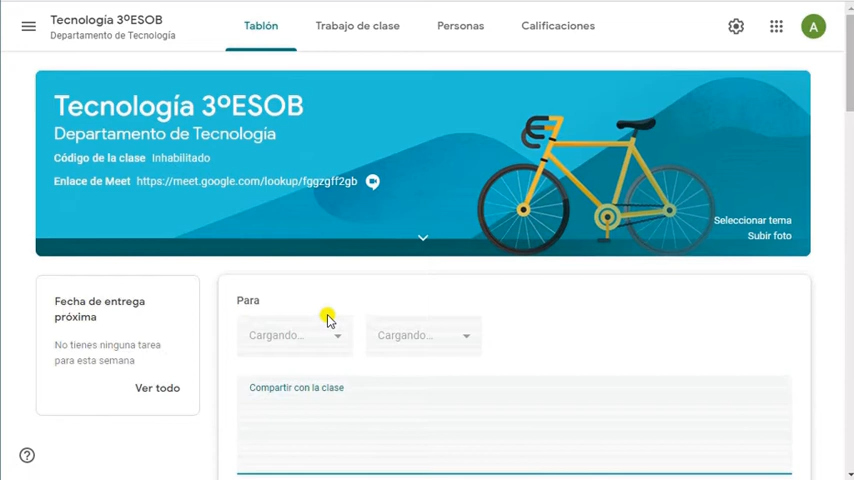 Tecnología 3ºESOB
Departamento de Tecnología
Tablón
Trabajo de clase
Personas
Calificaciones
A
Tecnología 3ºESOB
Departamento de Tecnología
Código de la clase Inhabilitado
Enlace de Meet https://meet.google.com/lookup/fggzgff2gb
Seleccionar tema
Subir foto
Fecha de entrega
próxima
No tienes ninguna tarea
para esta semana
Ver todo
Para
Cargando...
Cargando...
Compartir con la clase